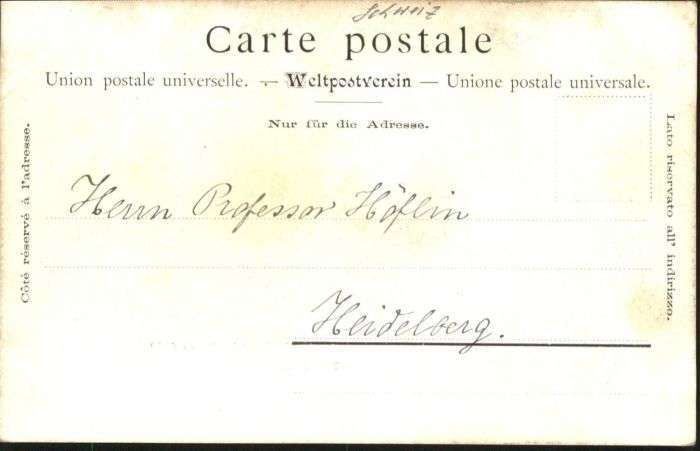 Schweiz
Carte postale
Union postale universelle. — Weltpostverein — Unione postale universale.
Nur für die Adresse.
Côté réservé à l'adresse.
Lato riservato all' indirizzo.
Herrn Professor Höflin
Heidelberg.